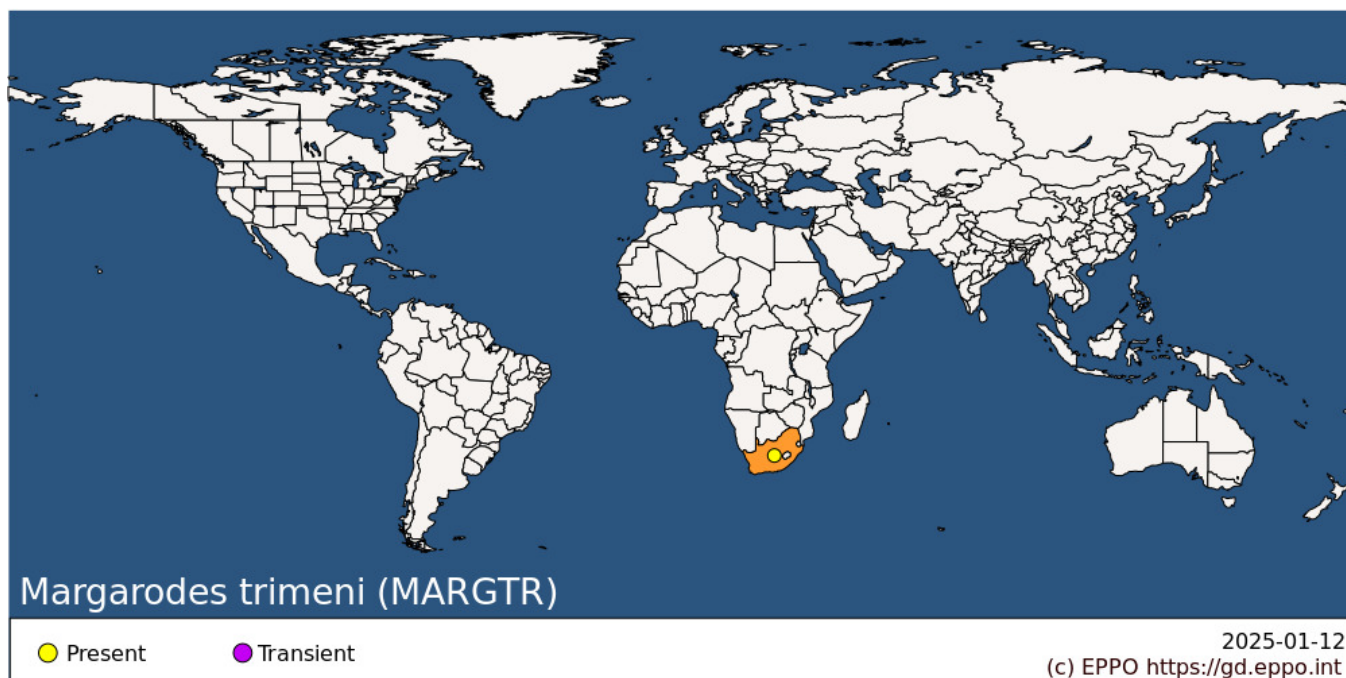 Margarodes trimeni (MARGTR)
Present
Transient
2025-01-12
(c) EPPO https://gd.eppo.int